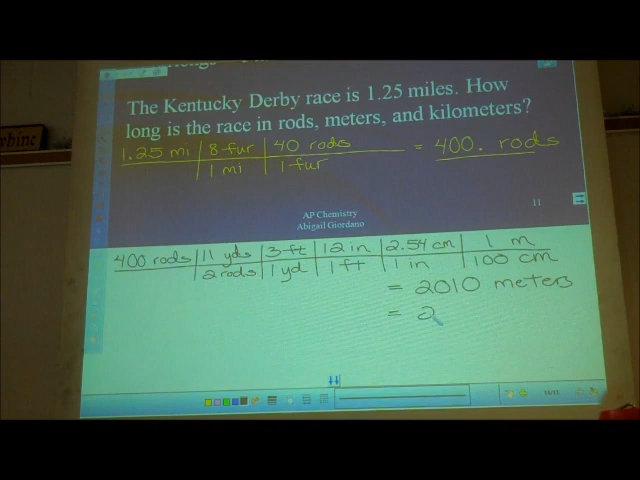 The Kentucky Derby race is 1.25 miles. How
long is the race in rods, meters, and kilometers?
1.25 mi | 8 fur | 40 rods = 400. rods
1 mi | 1 fur
AP Chemistry
Abigail Giordano
11
400 rods | 11 yds | 3 ft | 12 in | 2.54 cm | 1 m
2 rods | 1 yd | 1 ft | 1 in | 100 cm
= 2010 meters
= 2